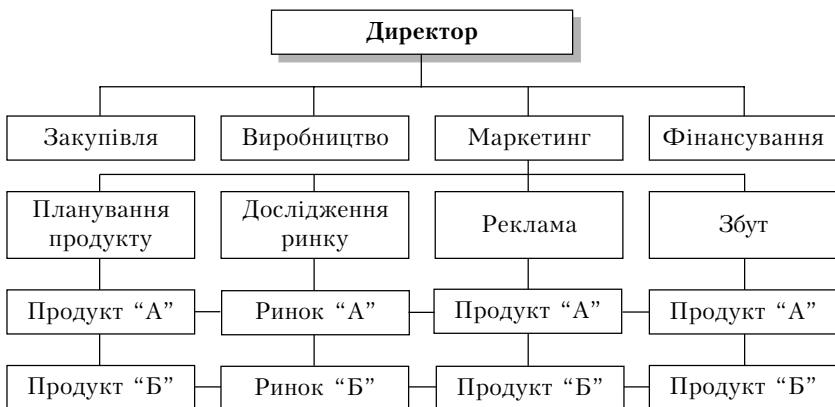 Директор
Закупівля
Виробництво
Маркетинг
Фінансування
Планування
продукту
Дослідження
ринку
Реклама
Збут
Продукт “А”
Ринок “А”
Продукт “А”
Продукт “А”
Продукт “Б”
Ринок “Б”
Продукт “Б”
Продукт “Б”